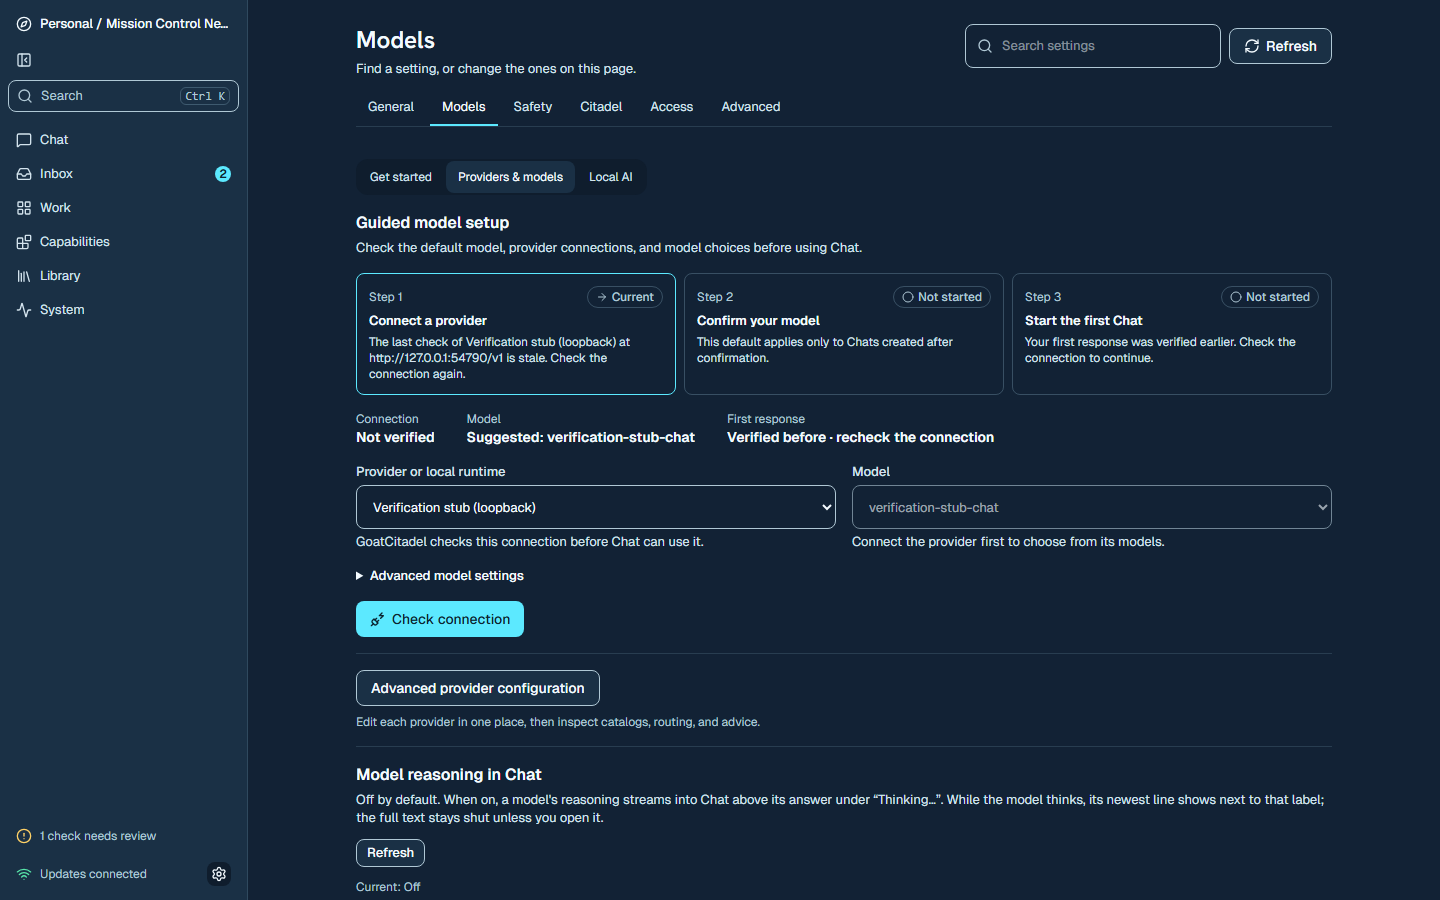 Personal / Mission Control Ne...
Search
Ctrl K
Chat
Inbox
2
Work
Capabilities
Library
System
1 check needs review
Updates connected
Models
Find a setting, or change the ones on this page.
Search settings
Refresh
General
Models
Safety
Citadel
Access
Advanced
Get started
Providers & models
Local AI
Guided model setup
Check the default model, provider connections, and model choices before using Chat.
Step 1
Current
Connect a provider
The last check of Verification stub (loopback) at
http://127.0.0.1:54790/v1 is stale. Check the
connection again.
Step 2
Not started
Confirm your model
This default applies only to Chats created after
confirmation.
Step 3
Not started
Start the first Chat
Your first response was verified earlier. Check the
connection to continue.
Connection
Not verified
Model
Suggested: verification-stub-chat
First response
Verified before · recheck the connection
Provider or local runtime
Verification stub (loopback)
GoatCitadel checks this connection before Chat can use it.
Model
verification-stub-chat
Connect the provider first to choose from its models.
Advanced model settings
Check connection
Advanced provider configuration
Edit each provider in one place, then inspect catalogs, routing, and advice.
Model reasoning in Chat
Off by default. When on, a model's reasoning streams into Chat above its answer under “Thinking…”. While the model thinks, its newest line shows next to that label;
the full text stays shut unless you open it.
Refresh
Current: Off